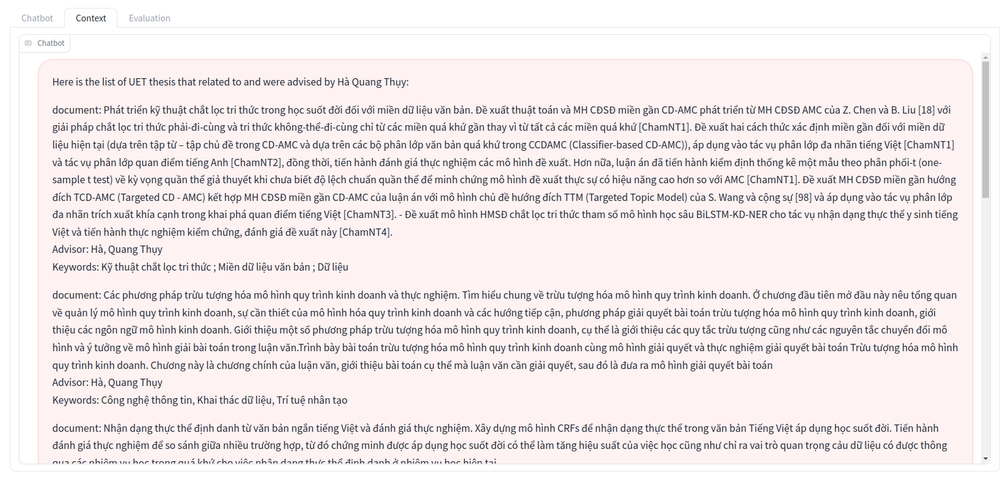 Chatbot
Context
Evaluation
Chatbot
Here is the list of UET thesis that related to and were advised by Hà Quang Thụy:
document: Phát triển kỹ thuật chắt lọc tri thức trong học suốt đời đối với miền dữ liệu văn bản. Đề xuất thuật toán và MH CĐSĐ miền gần CD-AMC phát triển từ MH CĐSĐ AMC của Z. Chen và B. Liu [18] với
giải pháp chắt lọc tri thức phải-đi-cùng và tri thức không-thể-đi-cùng chỉ từ các miền quá khứ gần thay vì từ tất cả các miền quá khứ [ChamNT1]. Đề xuất hai cách thức xác định miền gần đối với miền dữ
liệu hiện tại (dựa trên tập từ – tập chủ đề trong CD-AMC và dựa trên các bộ phân lớp văn bản quá khứ trong CCDAMC (Classifier-based CD-AMC)), áp dụng vào tác vụ phân lớp đa nhãn tiếng Việt [ChamNT1]
và tác vụ phân lớp quan điểm tiếng Anh [ChamNT2], đồng thời, tiến hành đánh giá thực nghiệm các mô hình đề xuất. Hơn nữa, luận án đã tiến hành kiểm định thống kê một mẫu theo phân phối-t (one-
sample t test) về kỳ vọng quần thể giả thuyết khi chưa biết độ lệch chuẩn quần thể để minh chứng mô hình đề xuất thực sự có hiệu năng cao hơn so với AMC [ChamNT1]. Đề xuất MH CĐSĐ miền gần hướng
đích TCD-AMC (Targeted CD - AMC) kết hợp MH CĐSĐ miền gần CD-AMC của luận án với mô hình chủ đề hướng đích TTM (Targeted Topic Model) của S. Wang và cộng sự [98] và áp dụng vào tác vụ phân lớp
đa nhãn trích xuất khía cạnh trong khai phá quan điểm tiếng Việt [ChamNT3]. - Đề xuất mô hình HMSĐ chắt lọc tri thức tham số mô hình học sâu BiLSTM-KD-NER cho tác vụ nhận dạng thực thể y sinh tiếng
Việt và tiến hành thực nghiệm kiểm chứng, đánh giá đề xuất này [ChamNT4].
Advisor: Hà, Quang Thụy
Keywords: Kỹ thuật chắt lọc tri thức ; Miền dữ liệu văn bản ; Dữ liệu
document: Các phương pháp trừu tượng hóa mô hình quy trình kinh doanh và thực nghiệm. Tìm hiểu chung về trừu tượng hóa mô hình quy trình kinh doanh. Ở chương đầu tiên mở đầu này nêu tổng quan
về quản lý mô hình quy trình kinh doanh, sự cần thiết của mô hình hóa quy trình kinh doanh và các hướng tiếp cận, phương pháp giải quyết bài toán trừu tượng hóa mô hình quy trình kinh doanh, giới
thiệu các ngôn ngữ mô hình kinh doanh. Giới thiệu một số phương pháp trừu tượng hóa mô hình quy trình kinh doanh, cụ thể là giới thiệu các quy tắc trừu tượng cũng như các nguyên tắc chuyển đổi mô
hình và ý tưởng về mô hình giải bài toán trong luận văn.Trình bày bài toán trừu tượng hóa mô hình quy trình kinh doanh cùng mô hình giải quyết và thực nghiệm giải quyết bài toán Trừu tượng hóa mô hình
quy trình kinh doanh. Chương này là chương chính của luận văn, giới thiệu bài toán cụ thể mà luận văn cần giải quyết, sau đó là đưa ra mô hình giải quyết bài toán
Advisor: Hà, Quang Thụy
Keywords: Công nghệ thông tin, Khai thác dữ liệu, Trí tuệ nhân tạo
document: Nhận dạng thực thể định danh từ văn bản ngắn tiếng Việt và đánh giá thực nghiệm. Xây dựng mô hình CRFs để nhận dạng thực thể trong văn bản Tiếng Việt áp dụng học suốt đời. Tiến hành
đánh giá thực nghiệm để so sánh giữa nhiều trường hợp, từ đó chứng minh được áp dụng học suốt đời có thể làm tăng hiệu suất của việc học cũng như chỉ ra vai trò quan trọng cảu dữ liệu có được thông
qua các nhiệm vụ học trong quá khứ cho việc nhận dạng thực thể định danh ở nhiệm vụ học hiện tại